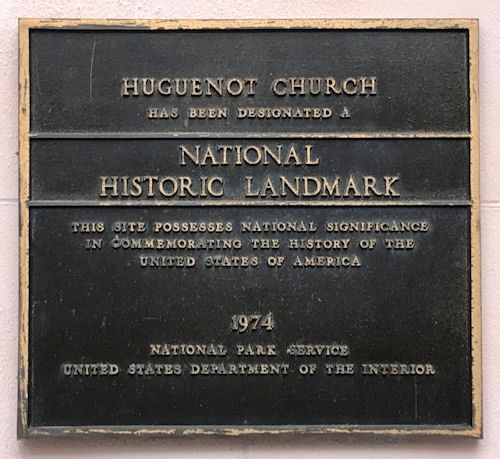 HUGUENOT CHURCH
HAS BEEN DESIGNATED A
NATIONAL
HISTORIC LANDMARK
THIS SITE POSSESSES NATIONAL SIGNIFICANCE
IN COMMEMORATING THE HISTORY OF THE
UNITED STATES OF AMERICA
1974
NATIONAL PARK SERVICE
UNITED STATES DEPARTMENT OF THE INTERIOR